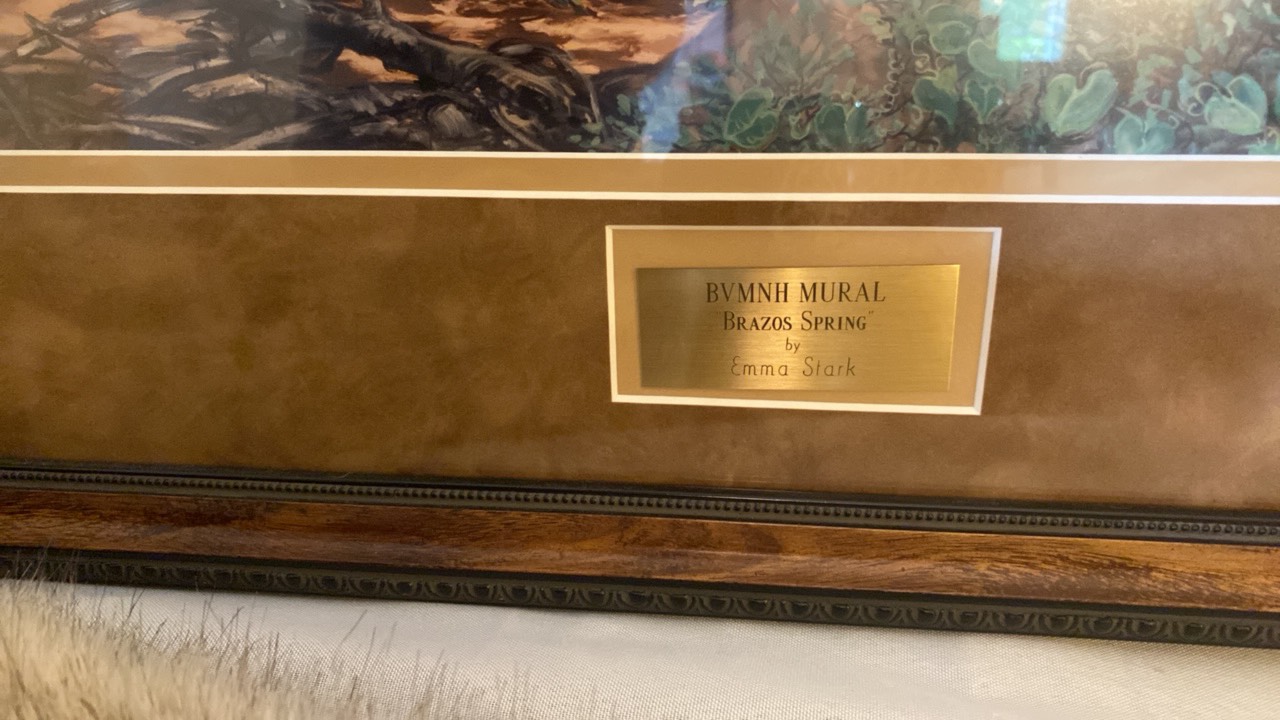 BVMNH MURAL
BRAZOS SPRING"
by
Emma Stark